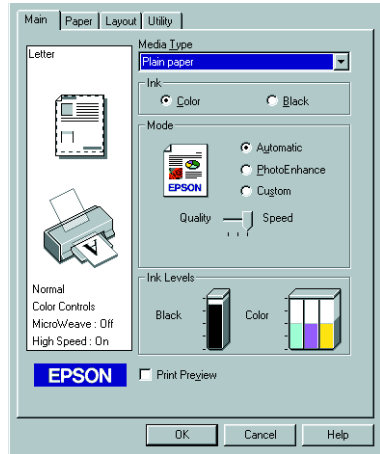 Main Paper Layout Utility
Letter
Media Type
Plain paper
Ink
Color Black
Mode
EPSON
Automatic
PhotoEnhance
Custom
Quality Speed
A
Normal
Color Controls
MicroWeave : Off
High Speed : On
Ink Levels
Black Color
EPSON
Print Preview
OK Cancel Help